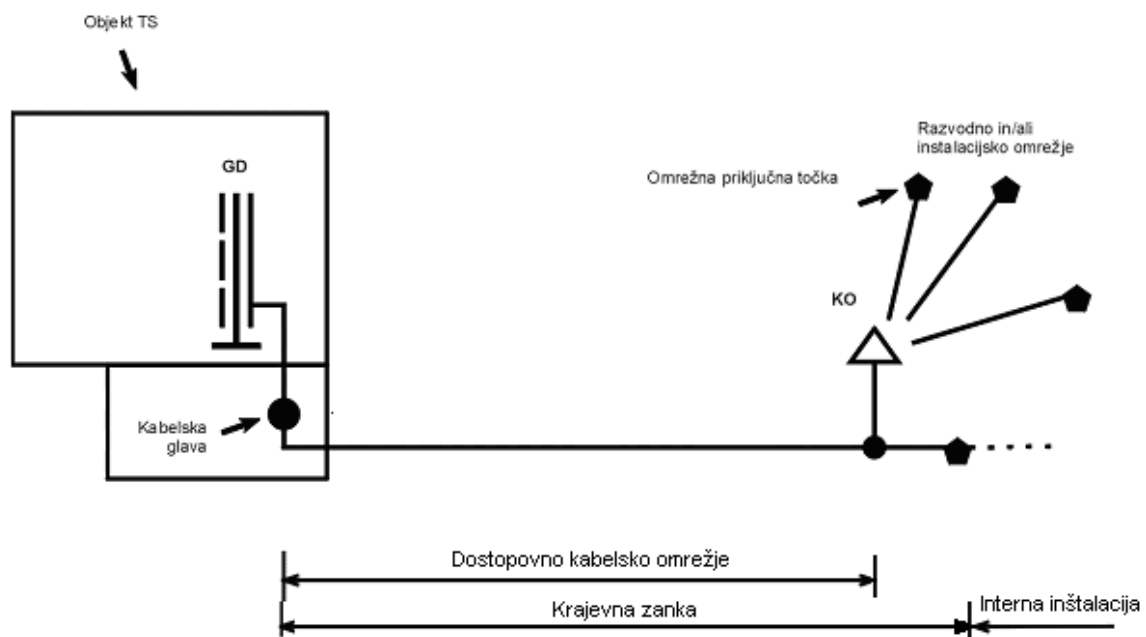 Objekt TS
GD
Razvodno in/ali
instalacijsko omrežje
Omrežna priključna točka
KO
Kabelska
glava
Dostopovno kabelsko omrežje
Krajevna zanka
Interna inštalacija